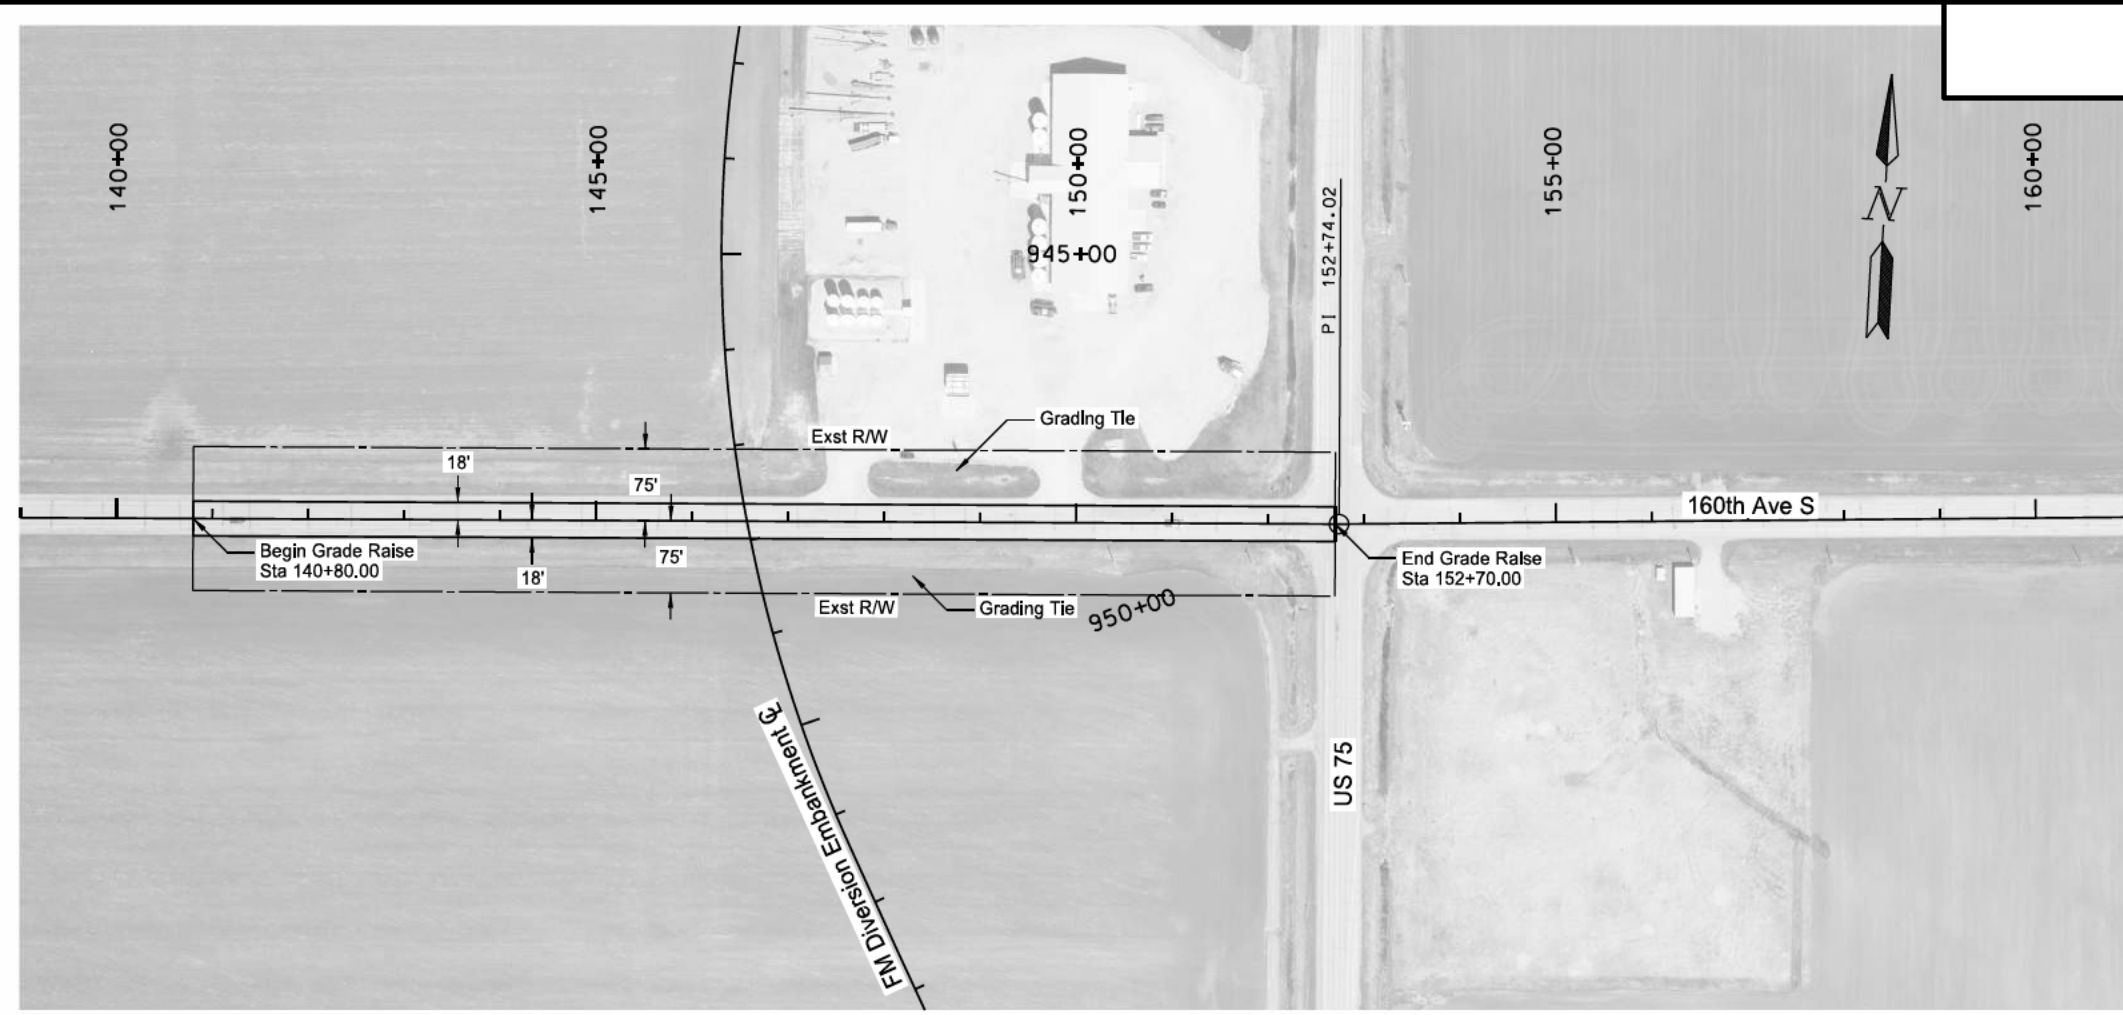 140+00
145+00
150+00
155+00
160+00
PI 152+74.02
N
945+00
Grading Tie
Exst R/W
18'
75'
160th Ave S
Begin Grade Raise
Sta 140+80.00
75'
18'
End Grade Raise
Sta 152+70.00
Exst R/W
Grading Tie
950+00
FM Diversion Embankment ℄
US 75